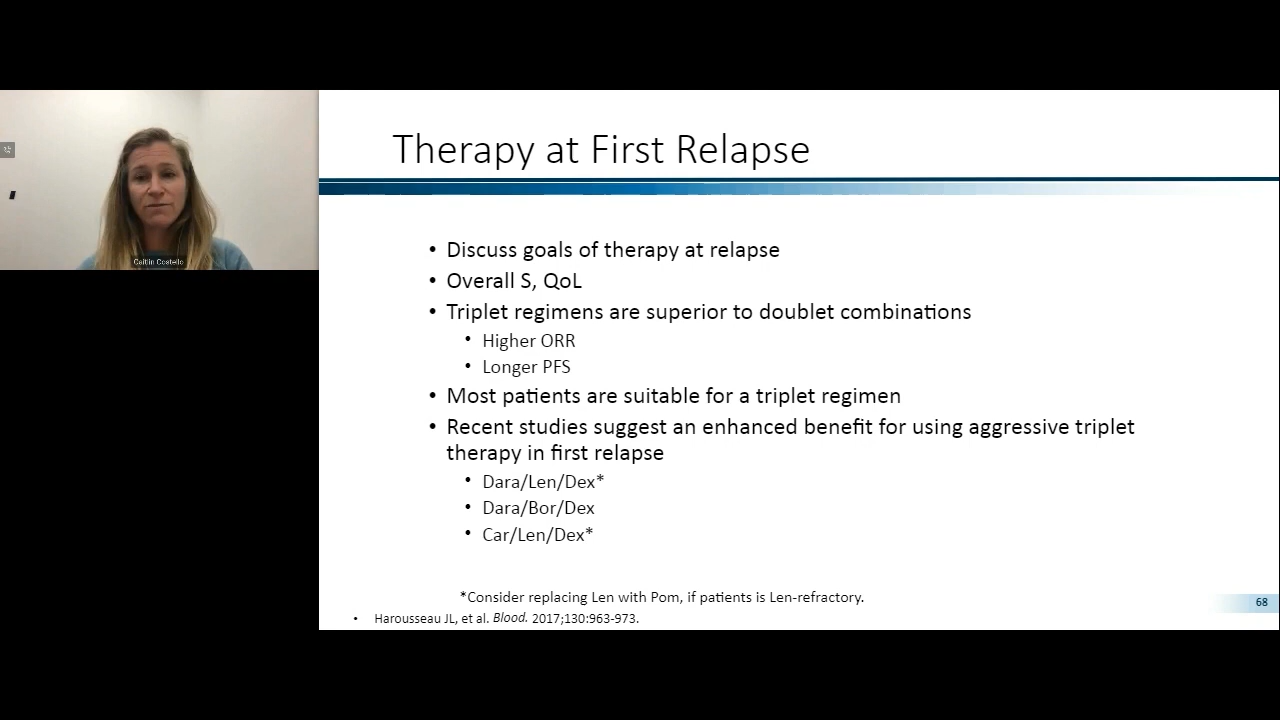 Caitlin Costello
Therapy at First Relapse
• Discuss goals of therapy at relapse
• Overall S, QoL
• Triplet regimens are superior to doublet combinations
• Higher ORR
• Longer PFS
• Most patients are suitable for a triplet regimen
• Recent studies suggest an enhanced benefit for using aggressive triplet
therapy in first relapse
• Dara/Len/Dex*
• Dara/Bor/Dex
• Car/Len/Dex*
*Consider replacing Len with Pom, if patients is Len-refractory.
68
• Harousseau JL, et al. Blood. 2017;130:963-973.